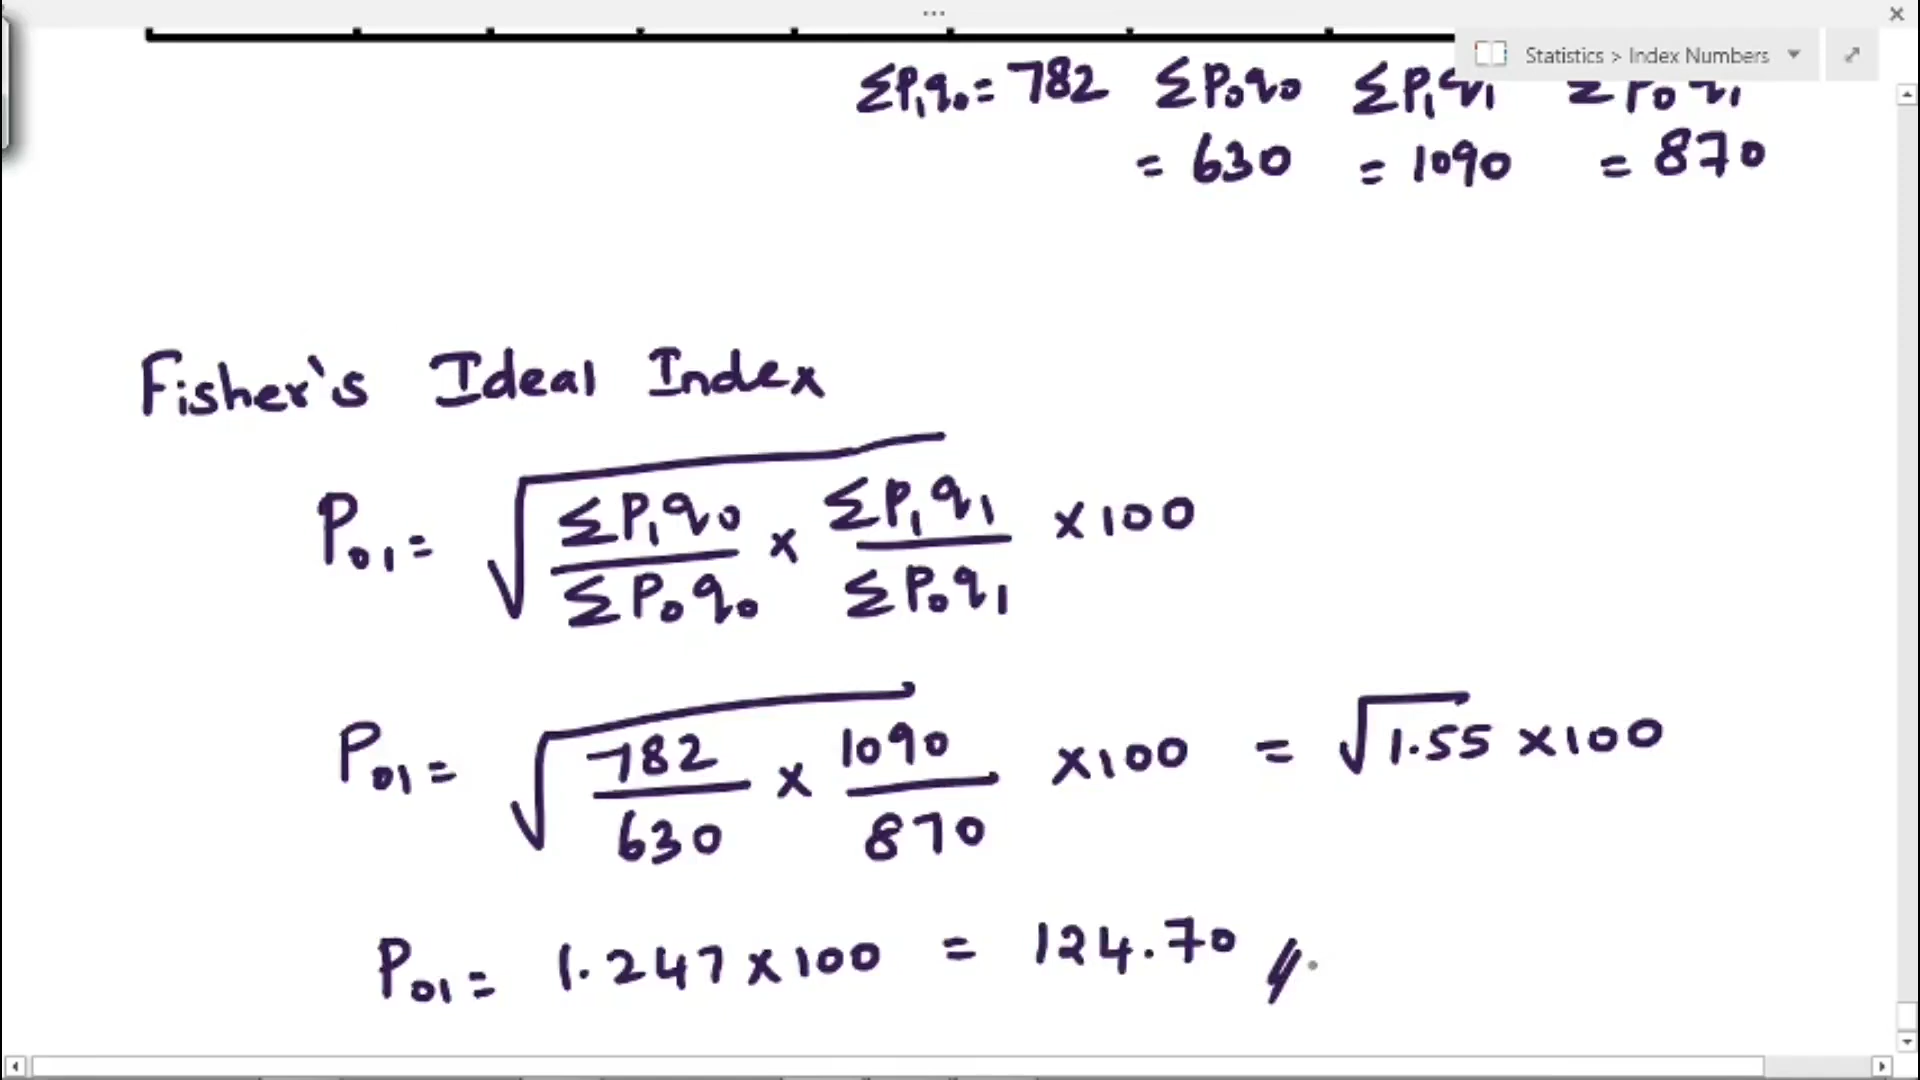 ...
Statistics > Index Numbers
ΣP₁q₀ = 782 ΣP₀q₀ ΣP₁q₁ ΣP₀q₁
= 630 = 1090 = 870
Fisher's Ideal Index
P₀₁ = √(ΣP₁q₀/ΣP₀q₀ × ΣP₁q₁/ΣP₀q₁) × 100
P₀₁ = √(782/630 × 1090/870) × 100 = √1.55 × 100
P₀₁ = 1.247 × 100 = 124.70